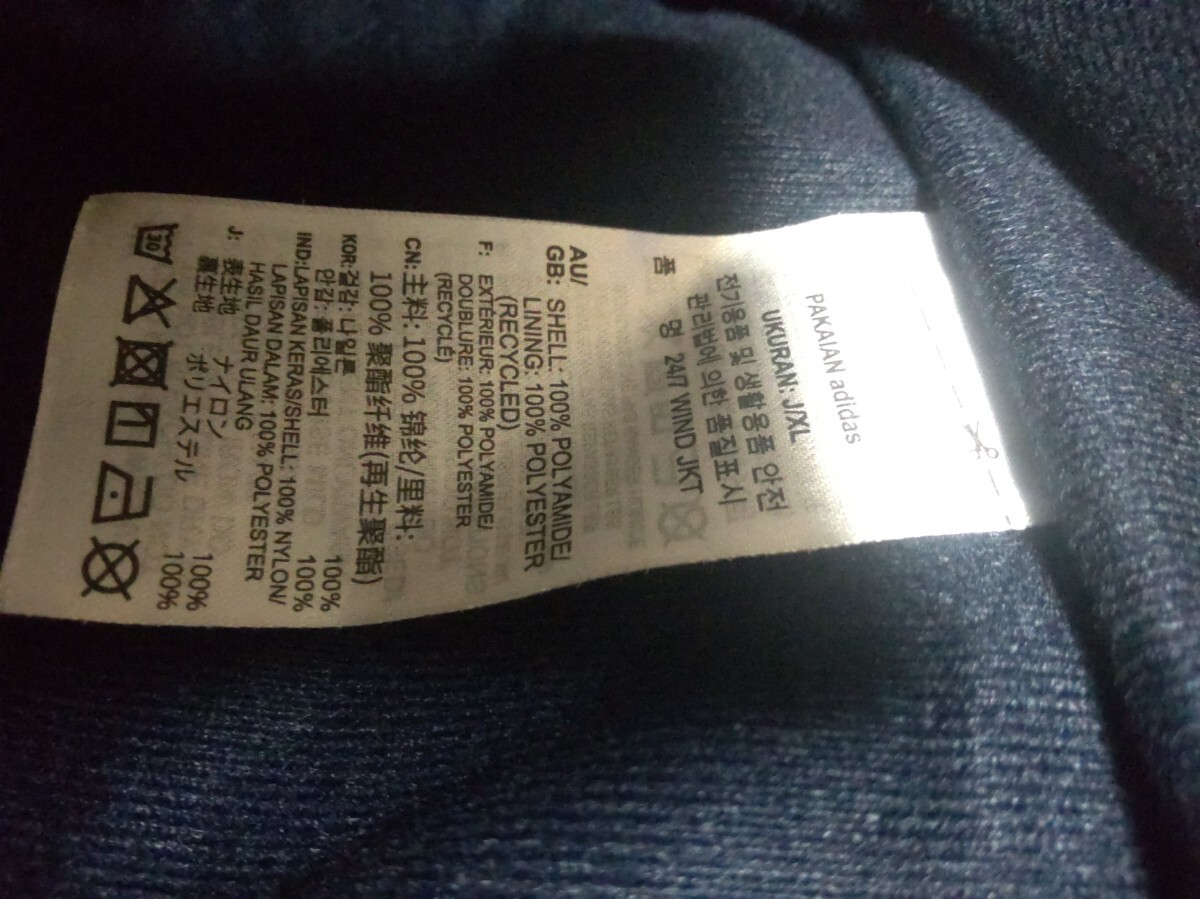 PAKAIAN adidas
UKURAN: J/XL
전기용품 및 생활용품 안전
관리법에 의한 품질표시
품 명 24/7 WIND JKT
AU/
GB: SHELL: 100% POLYAMIDE/
LINING: 100% POLYESTER
(RECYCLED)
F: EXTÉRIEUR: 100% POLYAMIDE/
DOUBLURE: 100% POLYESTER
(RECYCLÉ)
CN:主料: 100% 锦纶/里料:
100% 聚酯纤维(再生聚酯)
KOR:겉감: 나일론 100%
안감: 폴리에스터 100%
IND:LAPISAN KERAS/SHELL: 100% NYLON/
LAPISAN DALAM: 100% POLYESTER
HASIL DAUR ULANG
J: 表生地 ナイロン 100%
裏生地 ポリエステル 100%
30